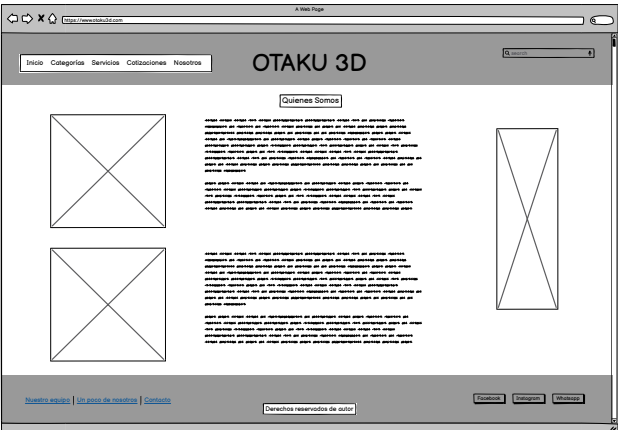 A Web Page
https://www.otaku3d.com
Inicio Categorías Servicios Cotizaciones Nosotros
OTAKU 3D
search
Quienes Somos
Nuestro equipo | Un poco de nosotros | Contacto
Facebook Instagram Whatsapp
Derechos reservados de autor